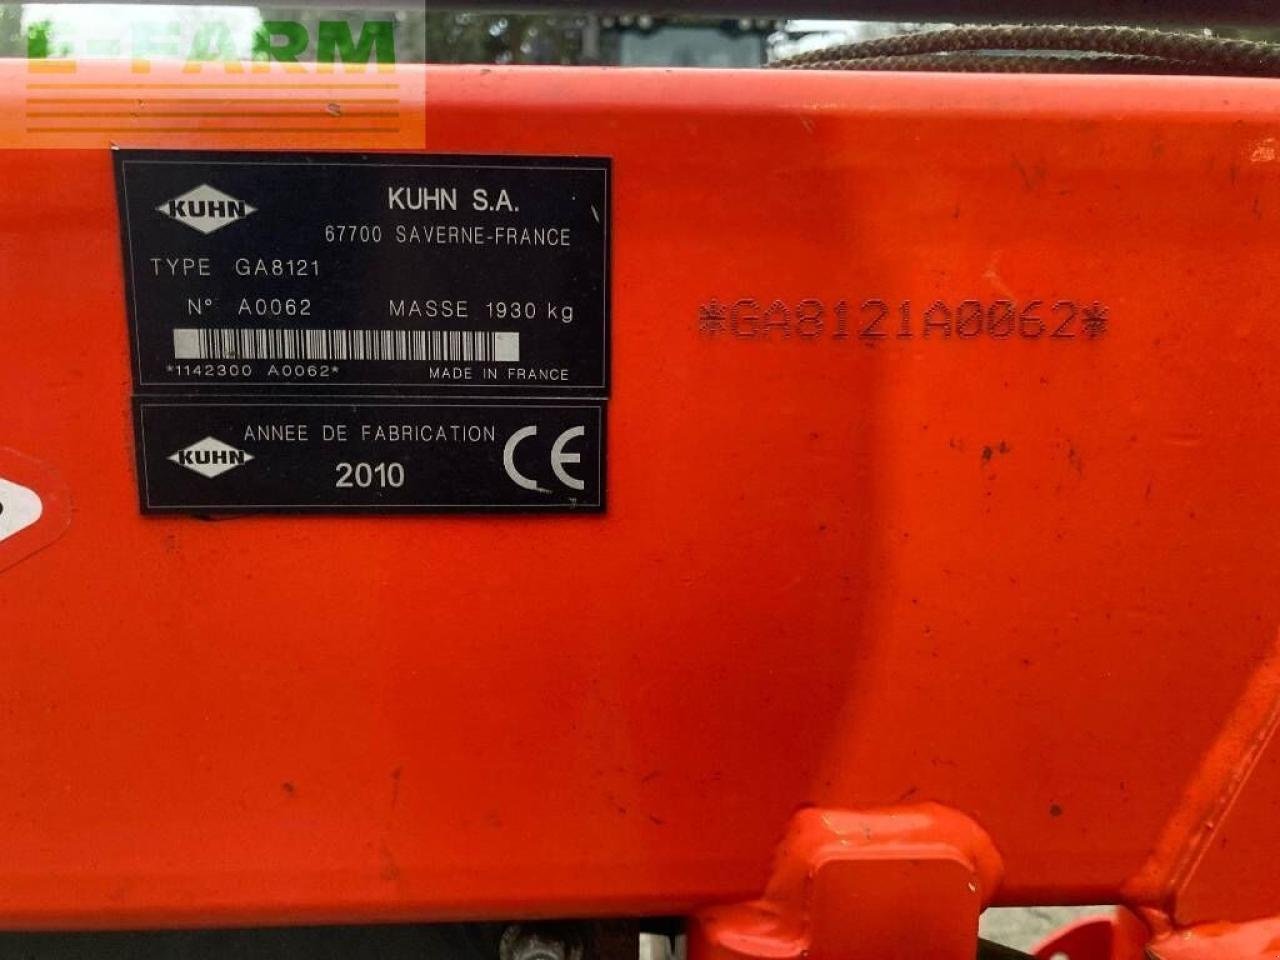 L-FARM
KUHN
KUHN S.A.
67700 SAVERNE-FRANCE
TYPE GA8121
N° A0062 MASSE 1930 kg
*1142300 A0062* MADE IN FRANCE
*GA8121A0062*
KUHN
ANNEE DE FABRICATION
2010
CE